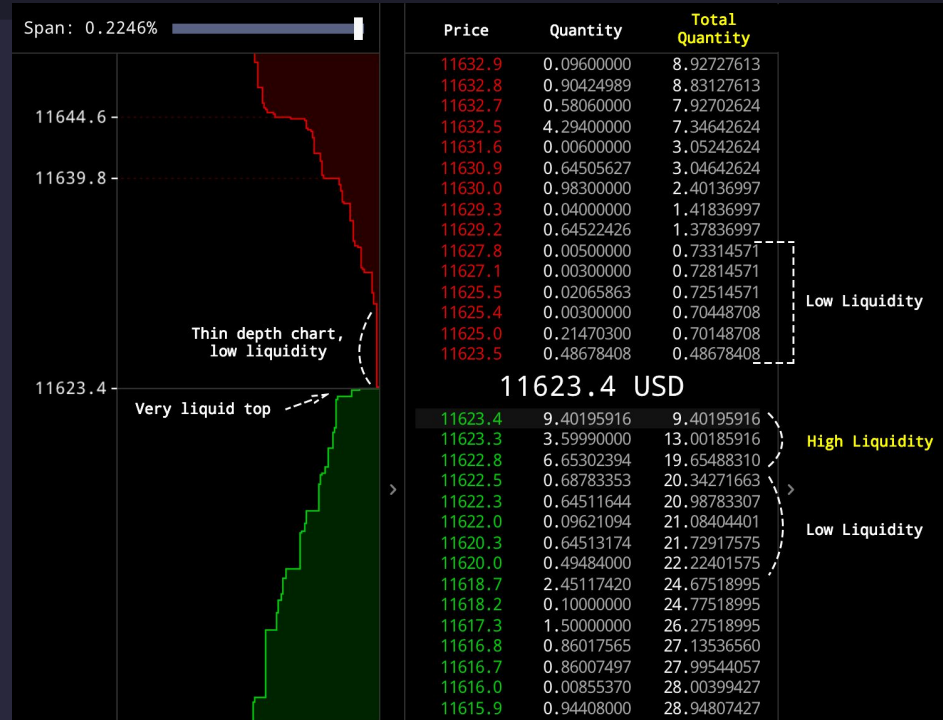 Span: 0.2246%
11644.6
11639.8
Thin depth chart,
low liquidity
11623.4
Very liquid top
Price Quantity Total Quantity
11632.9 0.09600000 8.92727613
11632.8 0.90424989 8.83127613
11632.7 0.58060000 7.92702624
11632.5 4.29400000 7.34642624
11631.6 0.00600000 3.05242624
11630.9 0.64505627 3.04642624
11630.0 0.98300000 2.40136997
11629.3 0.04000000 1.41836997
11629.2 0.64522426 1.37836997
11627.8 0.00500000 0.73314571
11627.1 0.00300000 0.72814571
11625.5 0.02065863 0.72514571
Low Liquidity
11625.4 0.00300000 0.70448708
11625.0 0.21470300 0.70148708
11623.5 0.48678408 0.48678408
11623.4 USD
11623.4 9.40195916 9.40195916
11623.3 3.59990000 13.00185916
High Liquidity
11622.8 6.65302394 19.65488310
11622.5 0.68783353 20.34271663
11622.3 0.64511644 20.98783307
11622.0 0.09621094 21.08404401
Low Liquidity
11620.3 0.64513174 21.72917575
11620.0 0.49484000 22.22401575
11618.7 2.45117420 24.67518995
11618.2 0.10000000 24.77518995
11617.3 1.50000000 26.27518995
11616.8 0.86017565 27.13536560
11616.7 0.86007497 27.99544057
11616.0 0.00855370 28.00399427
11615.9 0.94408000 28.94807427